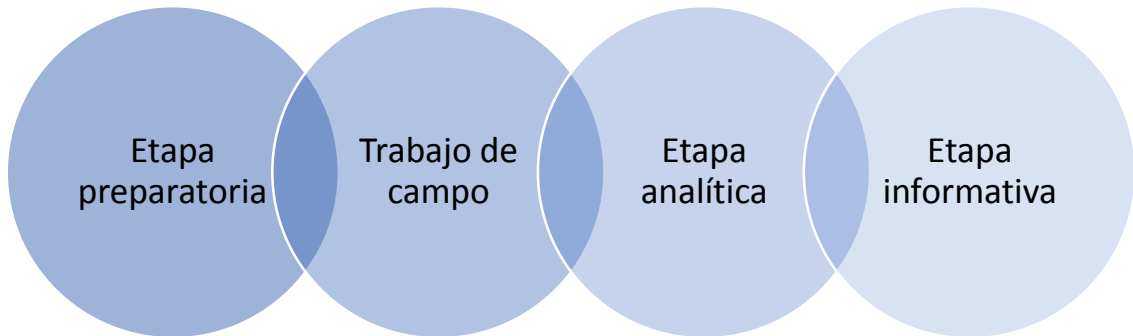 Etapa
preparatoria
Trabajo de
campo
Etapa
analítica
Etapa
informativa